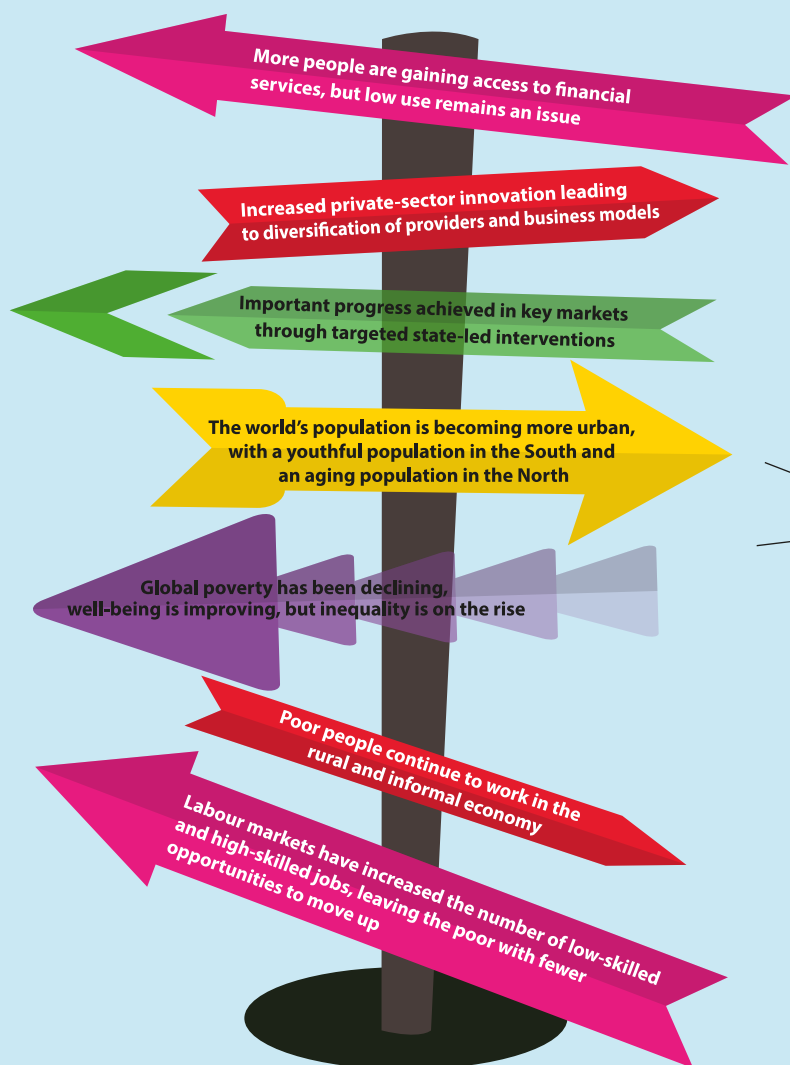 More people are gaining access to financial
services, but low use remains an issue
Increased private-sector innovation leading
to diversification of providers and business models
Important progress achieved in key markets
through targeted state-led interventions
The world's population is becoming more urban,
with a youthful population in the South and
an aging population in the North
Global poverty has been declining,
well-being is improving, but inequality is on the rise
Poor people continue to work in the
rural and informal economy
Labour markets have increased the number of low-skilled
and high-skilled jobs, leaving the poor with fewer
opportunities to move up